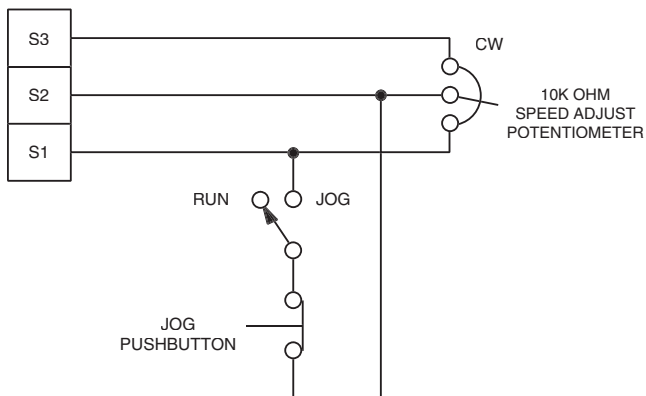 S3
CW
S2
10K OHM
SPEED ADJUST
POTENTIOMETER
S1
RUN
JOG
JOG
PUSHBUTTON